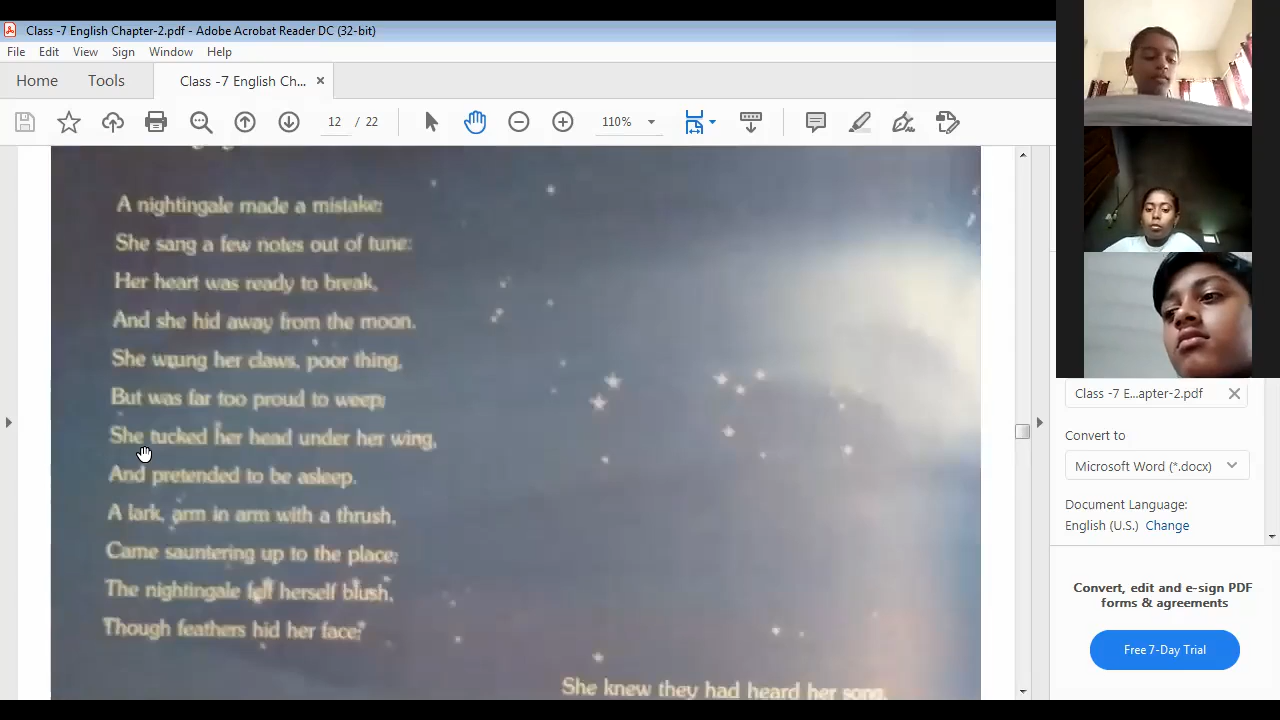 Class -7 English Chapter-2.pdf - Adobe Acrobat Reader DC (32-bit)
File Edit View Sign Window Help
Home Tools Class -7 English Ch... ×
12 / 22 110%
A nightingale made a mistake;
She sang a few notes out of tune;
Her heart was ready to break,
And she hid away from the moon.
She wrung her claws, poor thing,
But was far too proud to weep;
She tucked her head under her wing,
And pretended to be asleep.
A lark, arm in arm with a thrush,
Came sauntering up to the place;
The nightingale felt herself blush,
Though feathers hid her face;
She knew they had heard her song,
Class -7 E...apter-2.pdf
Convert to
Microsoft Word (*.docx)
Document Language:
English (U.S.) Change
Convert, edit and e-sign PDF
forms & agreements
Free 7-Day Trial